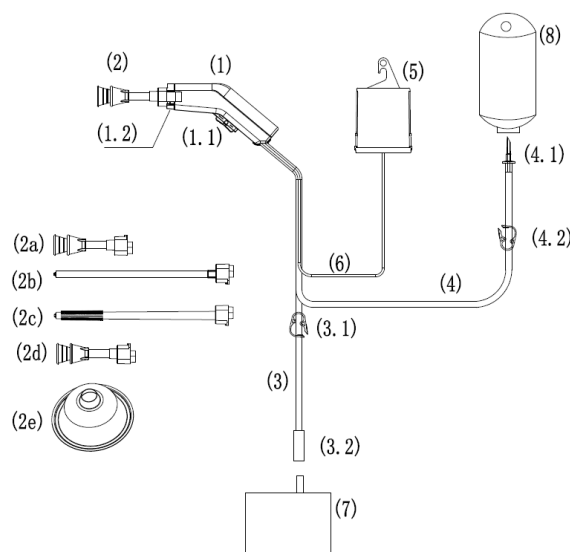 (2)
(1)
(5)
(8)
(1.2)
(1.1)
(4.1)
(4.2)
(2a)
(6)
(2b)
(4)
(2c)
(3.1)
(2d)
(3)
(2e)
(3.2)
(7)